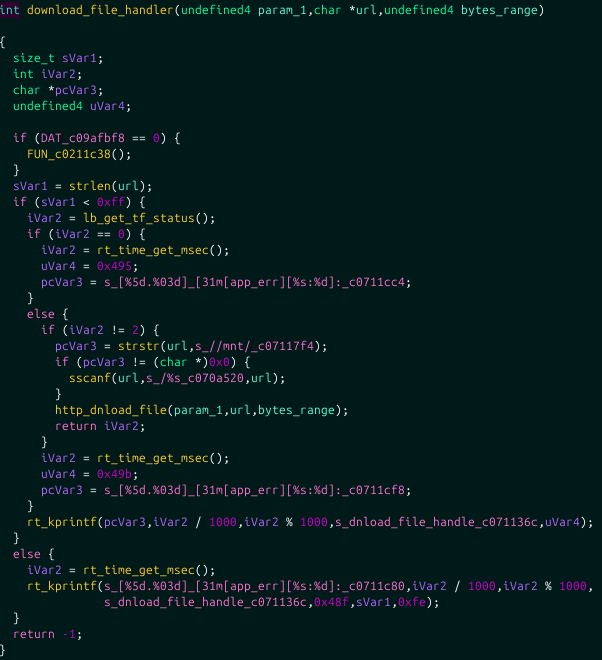 int download_file_handler(undefined4 param_1,char *url,undefined4 bytes_range)
{
size_t sVar1;
int iVar2;
char *pcVar3;
undefined4 uVar4;
if (DAT_c09afbf8 == 0) {
FUN_c0211c38();
}
sVar1 = strlen(url);
if (sVar1 < 0xff) {
iVar2 = lb_get_tf_status();
if (iVar2 == 0) {
iVar2 = rt_time_get_msec();
uVar4 = 0x495;
pcVar3 = s_[%5d.%03d]_[31m[app_err][%s:%d]:_c0711cc4;
}
else {
if (iVar2 != 2) {
pcVar3 = strstr(url,s_//mnt/_c07117f4);
if (pcVar3 != (char *)0x0) {
sscanf(url,s_/%s_c070a520,url);
}
http_dnload_file(param_1,url,bytes_range);
return iVar2;
}
iVar2 = rt_time_get_msec();
uVar4 = 0x49b;
pcVar3 = s_[%5d.%03d]_[31m[app_err][%s:%d]:_c0711cf8;
}
rt_kprintf(pcVar3,iVar2 / 1000,iVar2 % 1000,s_dnload_file_handle_c071136c,uVar4);
}
else {
iVar2 = rt_time_get_msec();
rt_kprintf(s_[%5d.%03d]_[31m[app_err][%s:%d]:_c0711c80,iVar2 / 1000,iVar2 % 1000,
s_dnload_file_handle_c071136c,0x48f,sVar1,0xfe);
}
return -1;
}